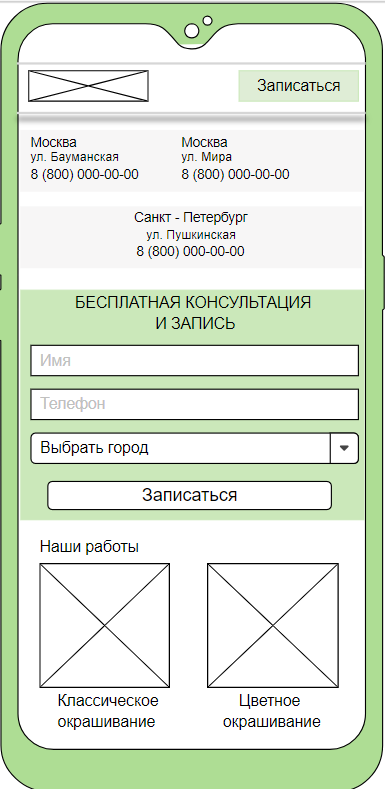 Записаться
Москва
ул. Бауманская
8 (800) 000-00-00
Москва
ул. Мира
8 (800) 000-00-00
Санкт - Петербург
ул. Пушкинская
8 (800) 000-00-00
БЕСПЛАТНАЯ КОНСУЛЬТАЦИЯ
И ЗАПИСЬ
Имя
Телефон
Выбрать город
Записаться
Наши работы
Классическое
окрашивание
Цветное
окрашивание